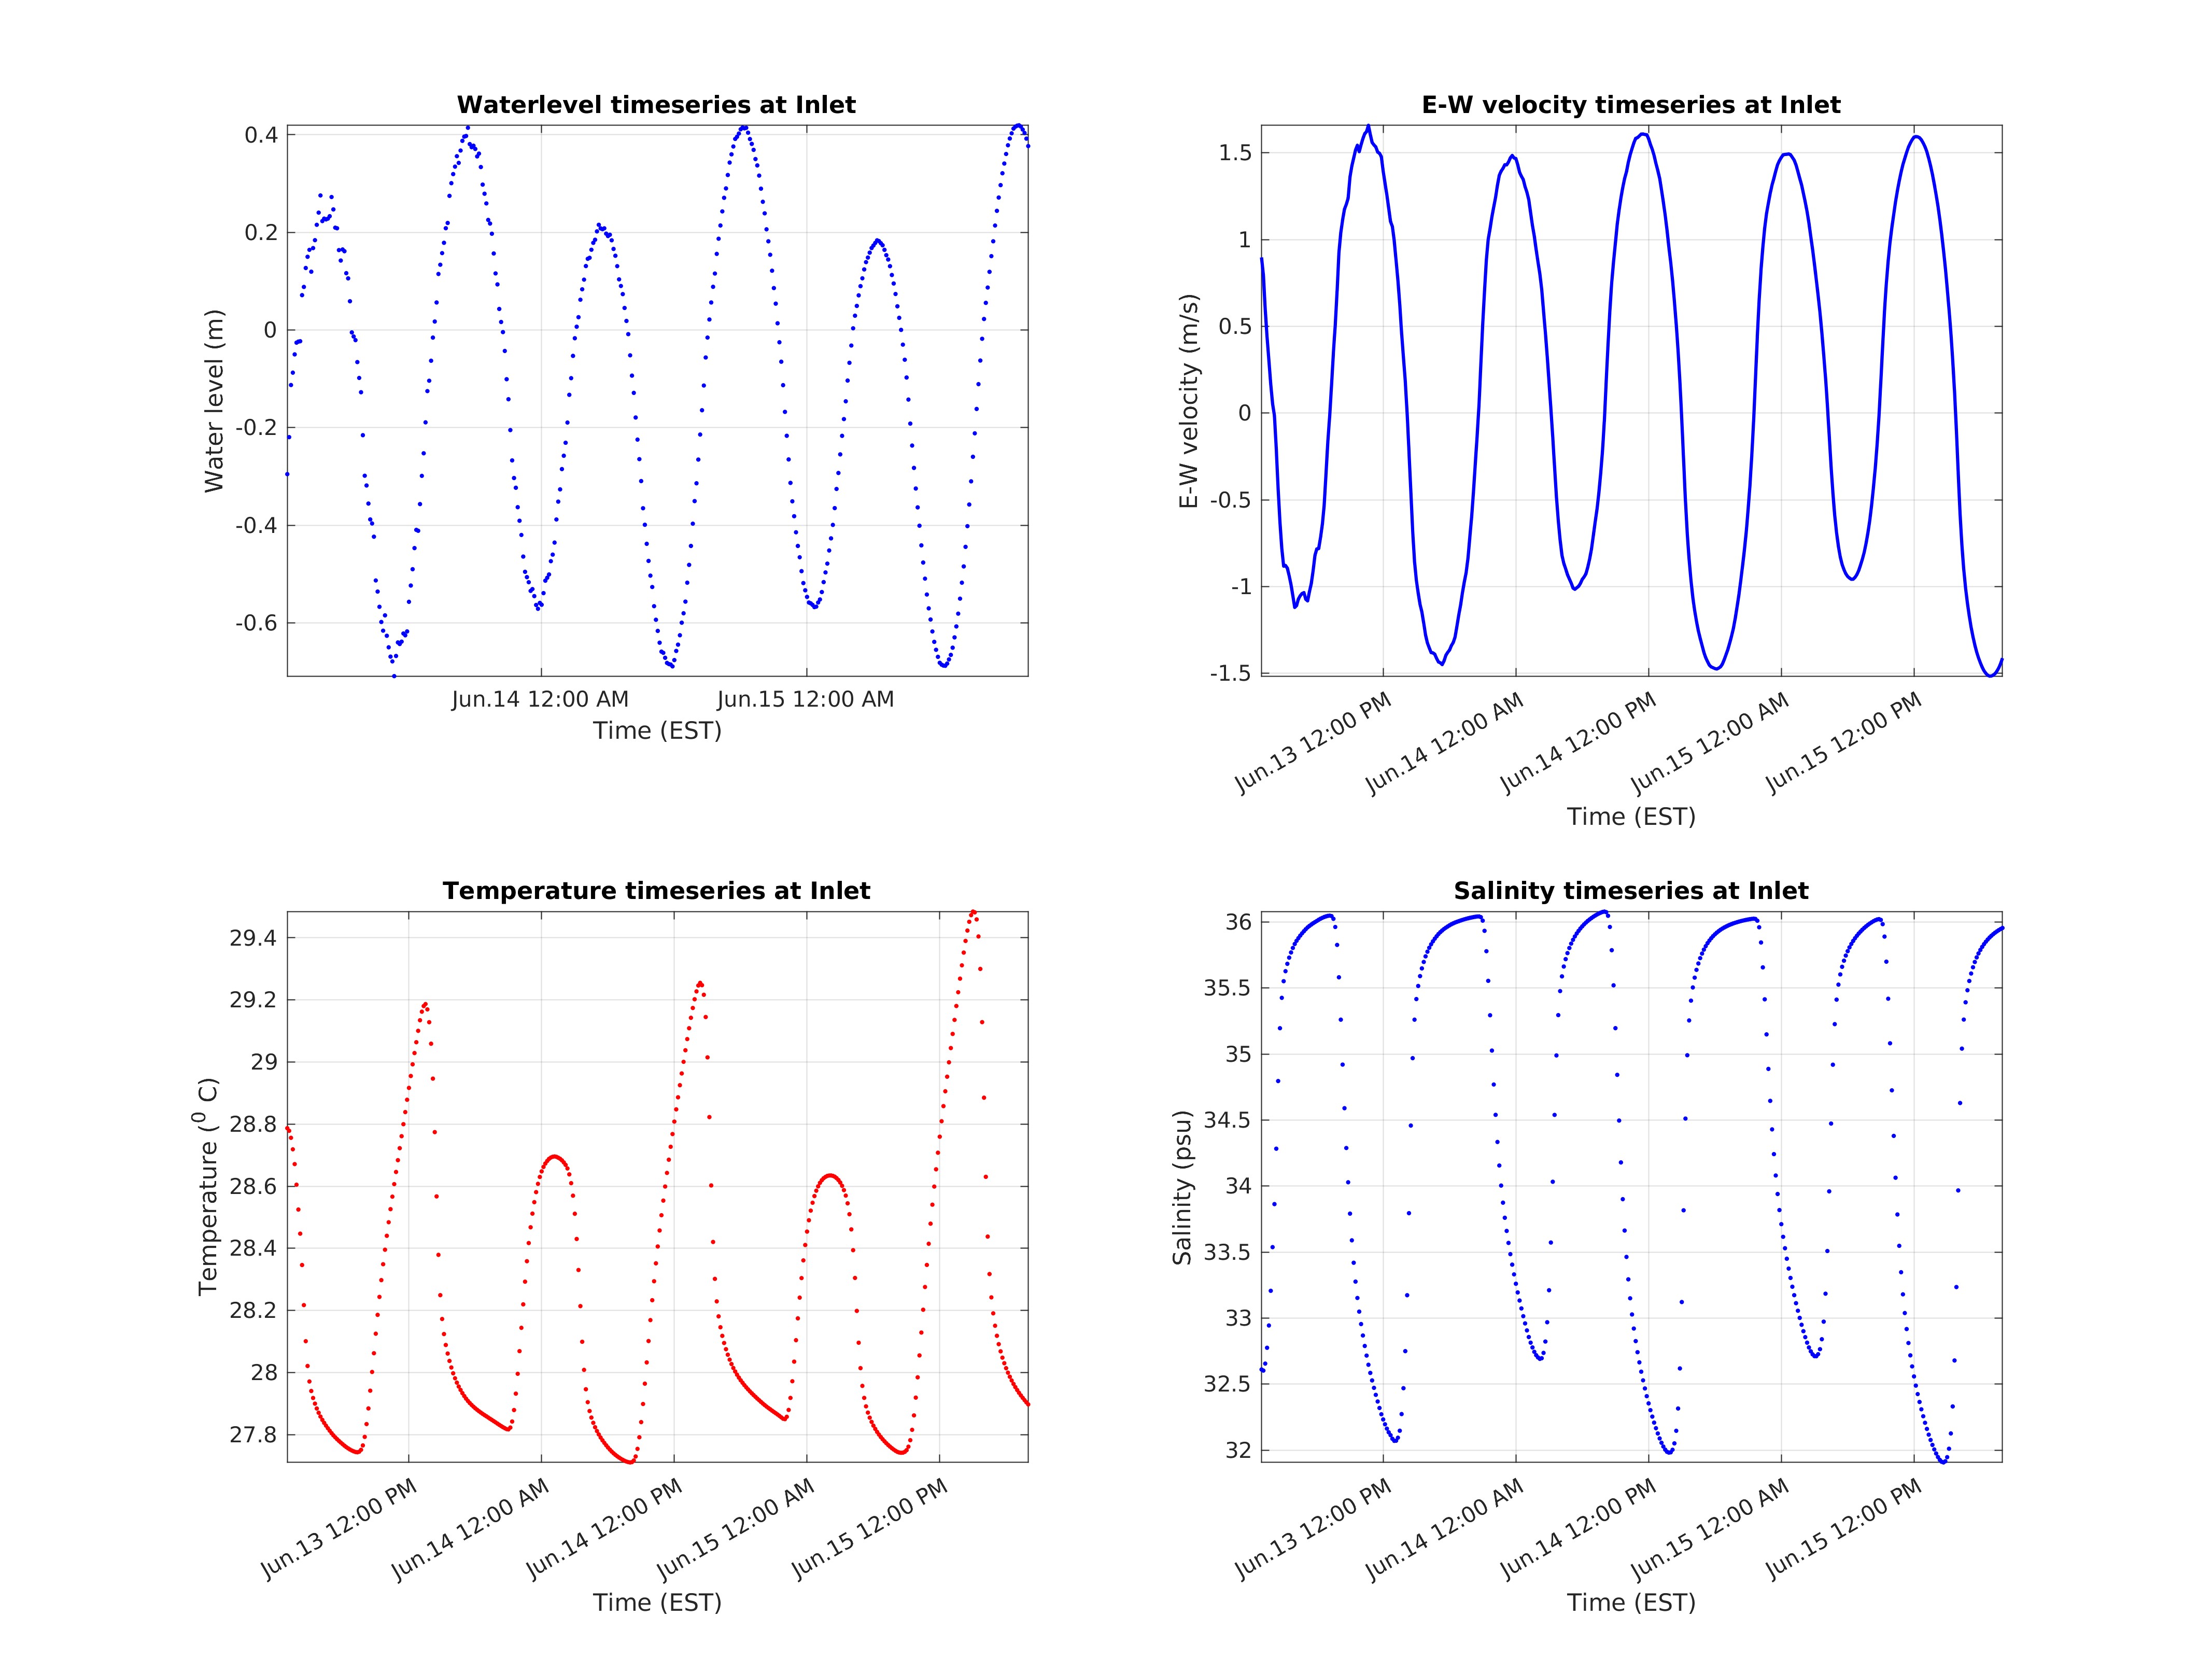 Waterlevel timeseries at Inlet
0.4
0.2
0
-0.2
-0.4
-0.6
Water level (m)
Jun.14 12:00 AM
Jun.15 12:00 AM
Time (EST)
E-W velocity timeseries at Inlet
1.5
1
0.5
0
-0.5
-1
-1.5
E-W velocity (m/s)
Jun.13 12:00 PM
Jun.14 12:00 AM
Jun.14 12:00 PM
Jun.15 12:00 AM
Jun.15 12:00 PM
Time (EST)
Temperature timeseries at Inlet
29.4
29.2
29
28.8
28.6
28.4
28.2
28
27.8
Temperature (⁰ C)
Jun.13 12:00 PM
Jun.14 12:00 AM
Jun.14 12:00 PM
Jun.15 12:00 AM
Jun.15 12:00 PM
Time (EST)
Salinity timeseries at Inlet
36
35.5
35
34.5
34
33.5
33
32.5
32
Salinity (psu)
Jun.13 12:00 PM
Jun.14 12:00 AM
Jun.14 12:00 PM
Jun.15 12:00 AM
Jun.15 12:00 PM
Time (EST)